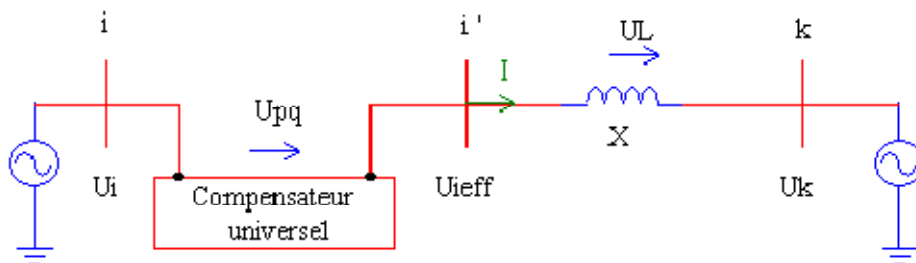 i
i '
UL
k
I
Upq
X
Ui
Compensateur
universel
Uieff
Uk